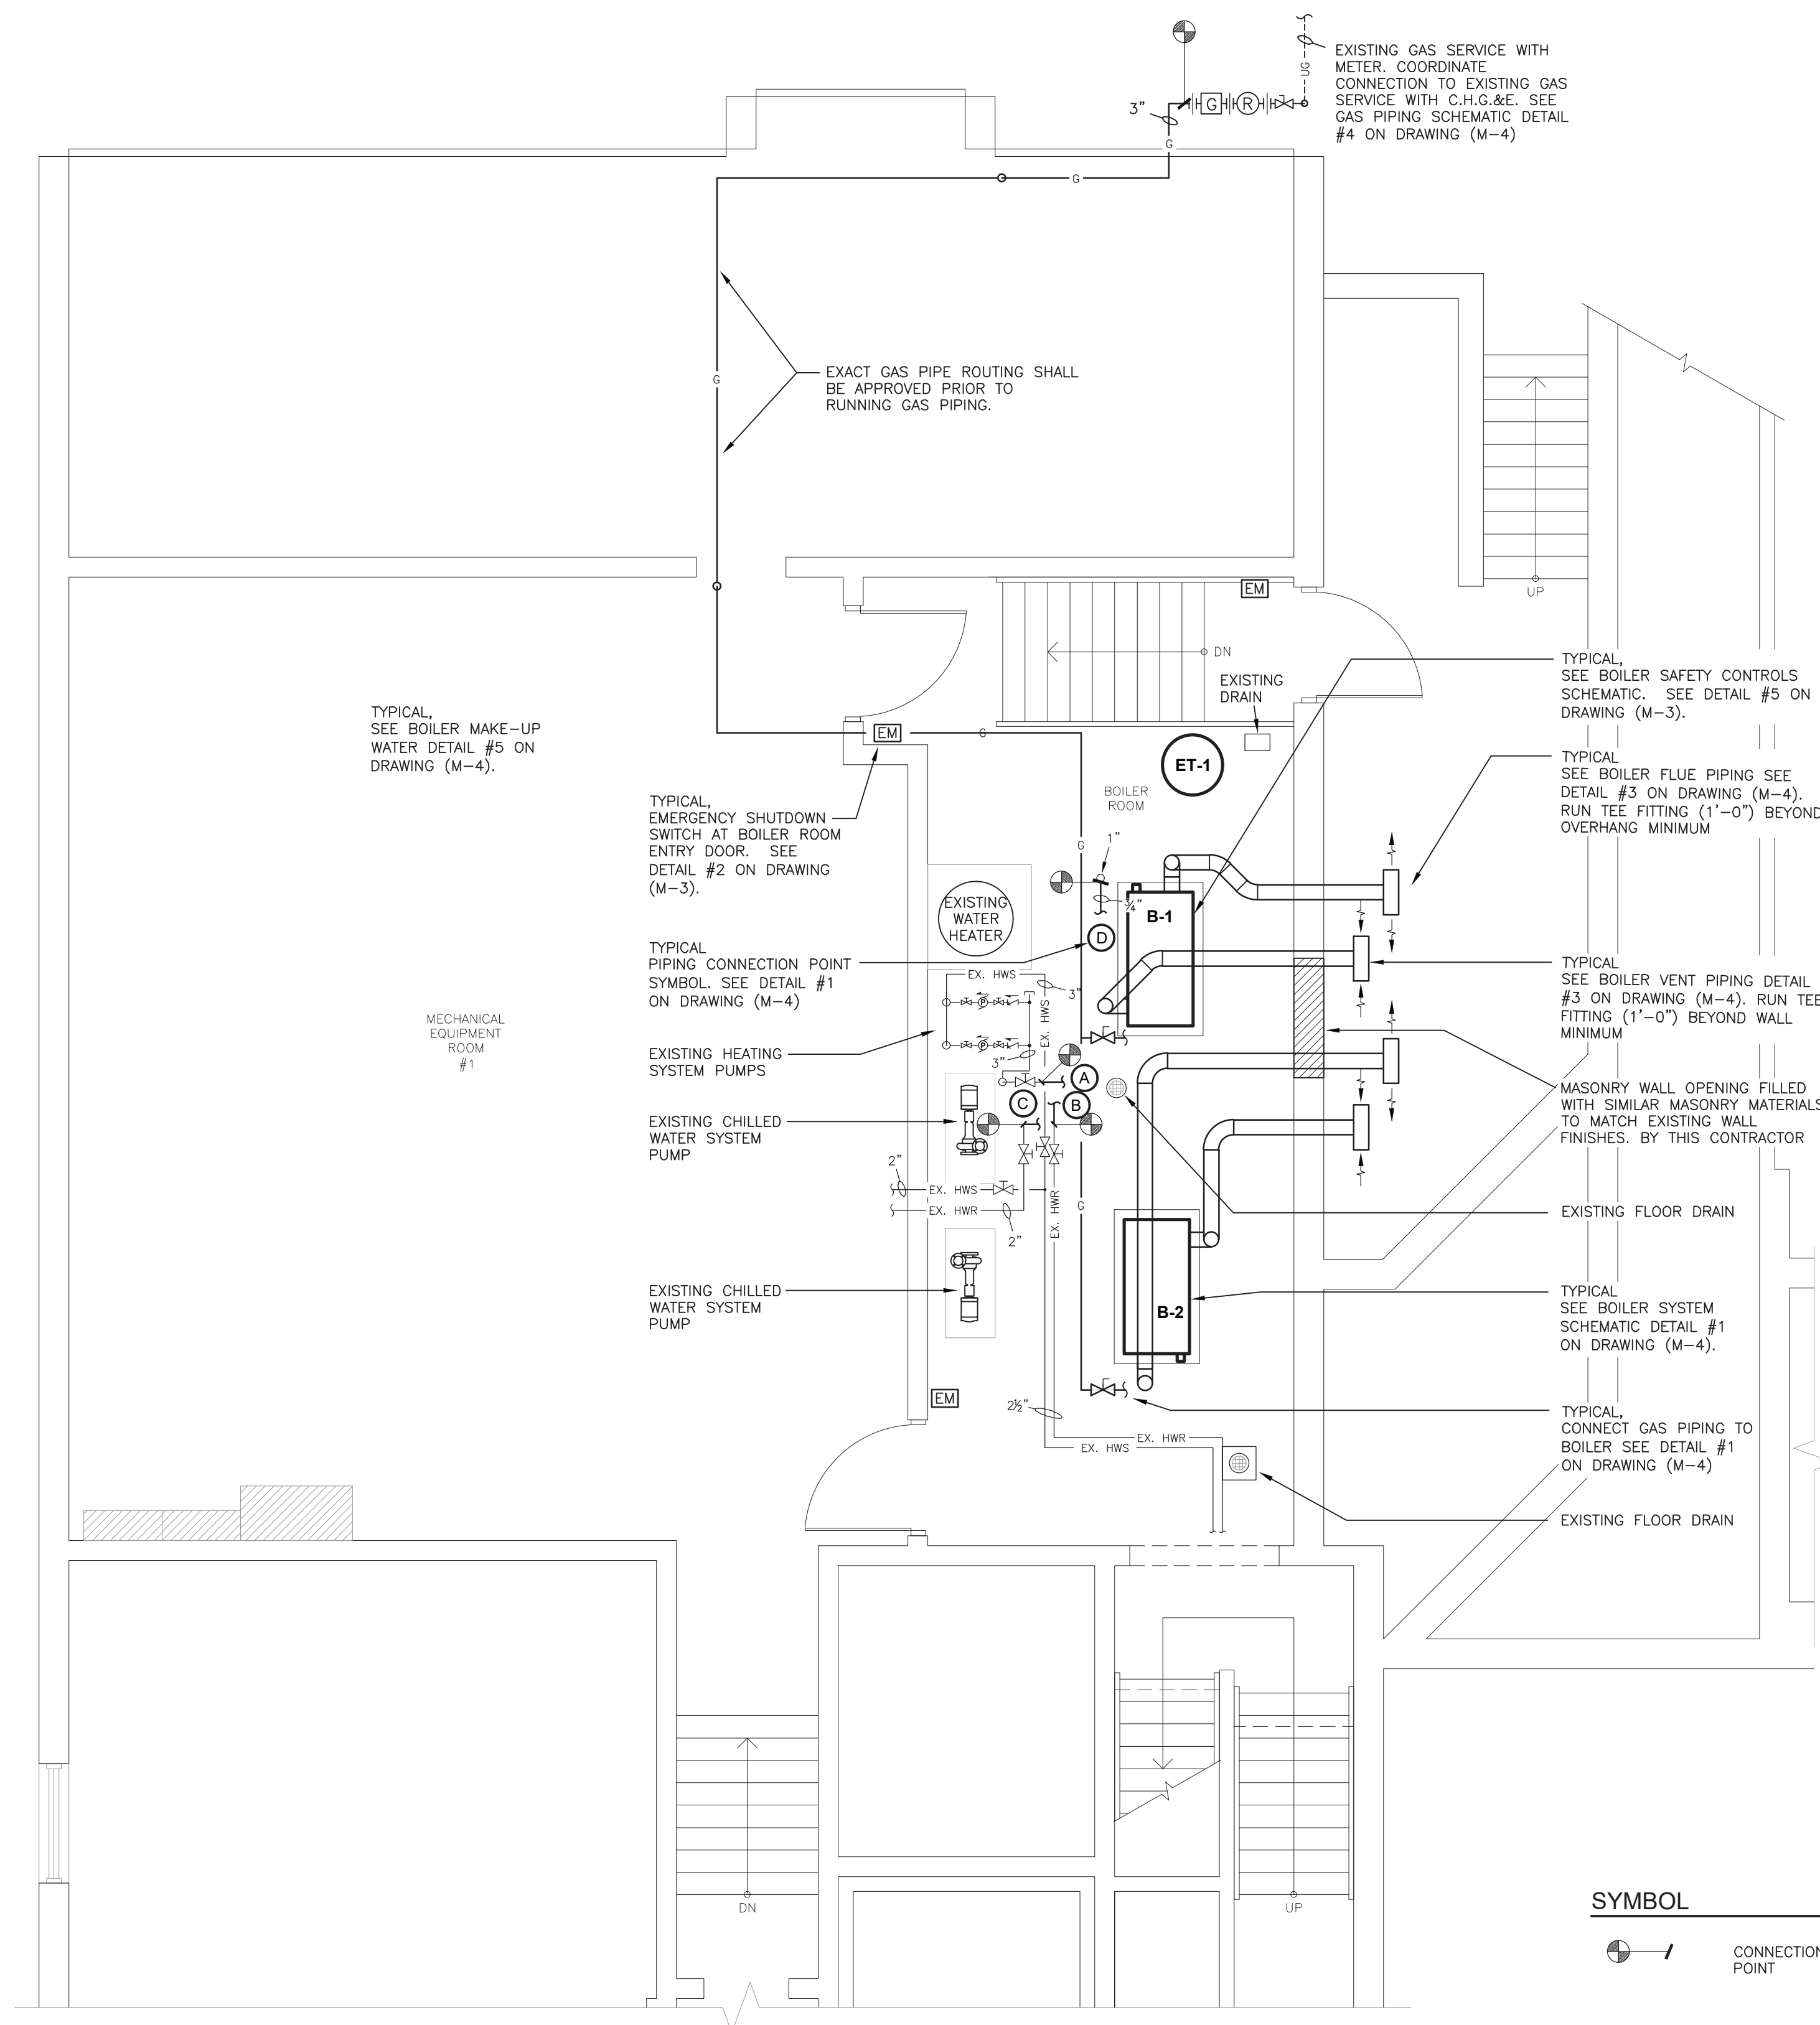 EXISTING GAS SERVICE WITH
METER. COORDINATE
CONNECTION TO EXISTING GAS
SERVICE WITH C.H.G.&E. SEE
GAS PIPING SCHEMATIC DETAIL
#4 ON DRAWING (M-4)
UG
3"
G
R
G
G
G
EXACT GAS PIPE ROUTING SHALL
BE APPROVED PRIOR TO
RUNNING GAS PIPING.
EM
UP
DN
EXISTING
DRAIN
TYPICAL,
SEE BOILER SAFETY CONTROLS
SCHEMATIC. SEE DETAIL #5 ON
DRAWING (M-3).
TYPICAL,
SEE BOILER MAKE-UP
WATER DETAIL #5 ON
DRAWING (M-4).
EM
G
ET-1
TYPICAL
SEE BOILER FLUE PIPING SEE
DETAIL #3 ON DRAWING (M-4).
RUN TEE FITTING (1'-0") BEYOND
OVERHANG MINIMUM
BOILER
ROOM
TYPICAL,
EMERGENCY SHUTDOWN
SWITCH AT BOILER ROOM
ENTRY DOOR. SEE
DETAIL #2 ON DRAWING
(M-3).
G
1"
3/4"
B-1
EXISTING
WATER
HEATER
D
TYPICAL
PIPING CONNECTION POINT
SYMBOL. SEE DETAIL #1
ON DRAWING (M-4)
TYPICAL
SEE BOILER VENT PIPING DETAIL
#3 ON DRAWING (M-4). RUN TEE
FITTING (1'-0") BEYOND WALL
MINIMUM
EX. HWS
3"
EX. HWS
P
P
3"
MECHANICAL
EQUIPMENT
ROOM
#1
EXISTING HEATING
SYSTEM PUMPS
A
B
C
MASONRY WALL OPENING FILLED
WITH SIMILAR MASONRY MATERIALS
TO MATCH EXISTING WALL
FINISHES. BY THIS CONTRACTOR
EXISTING CHILLED
WATER SYSTEM
PUMP
2"
EX. HWS
EX. HWR
2"
EX. HWR
G
EXISTING FLOOR DRAIN
EXISTING CHILLED
WATER SYSTEM
PUMP
B-2
TYPICAL
SEE BOILER SYSTEM
SCHEMATIC DETAIL #1
ON DRAWING (M-4).
EM
2½"
EX. HWR
EX. HWS
TYPICAL,
CONNECT GAS PIPING TO
BOILER SEE DETAIL #1
ON DRAWING (M-4)
EXISTING FLOOR DRAIN
DN
UP
SYMBOL
CONNECTION
POINT